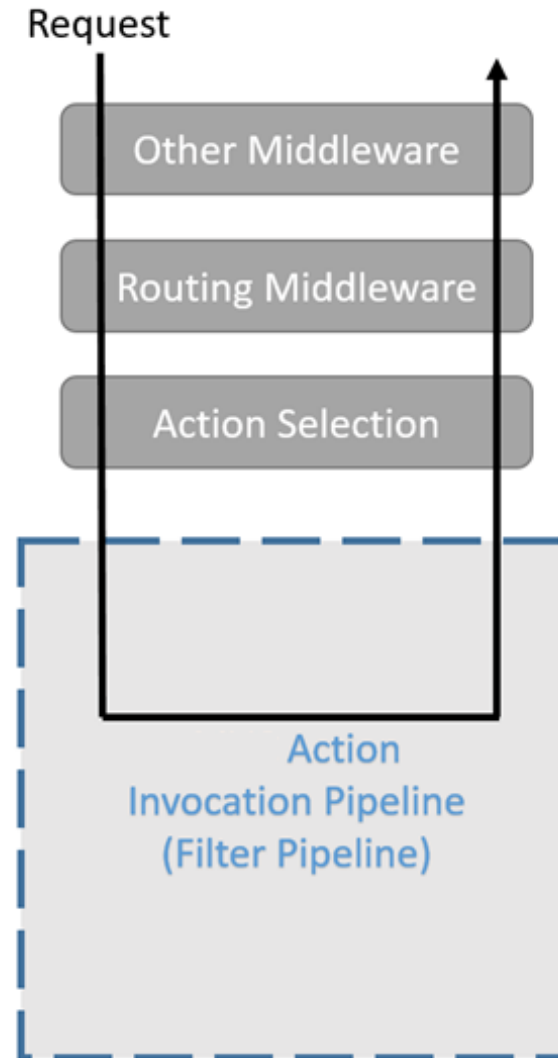 Request
Other Middleware
Routing Middleware
Action Selection
Action
Invocation Pipeline
(Filter Pipeline)